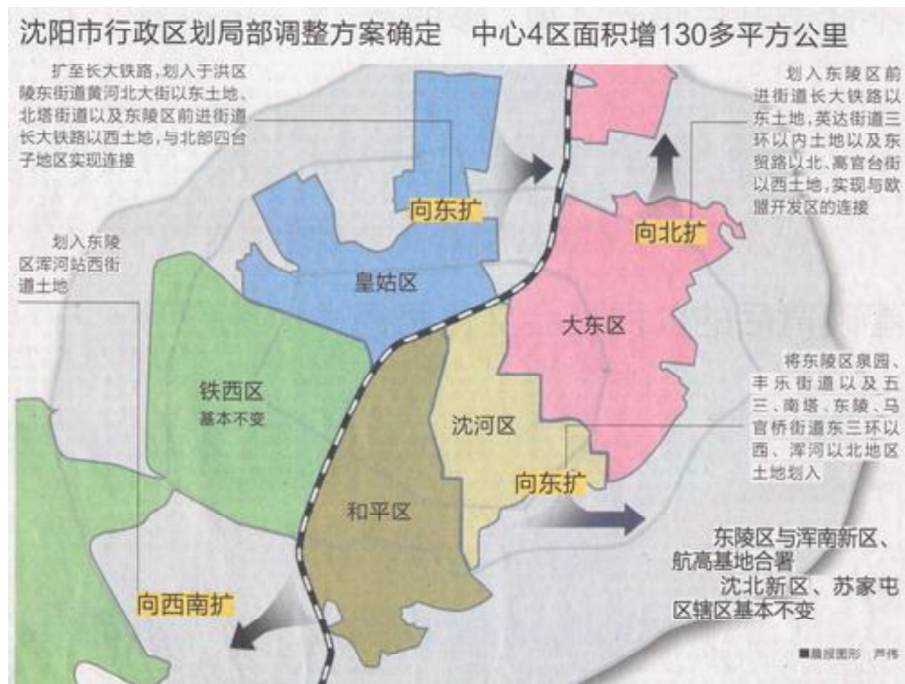 沈阳市行政区划局部调整方案确定 中心4区面积增130多平方公里
扩至长大铁路，划入于洪区
陵东街道黄河北大街以东土地、
北塔街道以及东陵区前进街道
长大铁路以西土地，与北部四台
子地区实现连接
划入东陵区前
进街道长大铁路以
东土地，英达街道三
环以内土地以及东
贸路以北、高官台街
以西土地，实现与欧
盟开发区的连接
向东扩
向北扩
划入东陵
区浑河站西街
道土地
皇姑区
大东区
铁西区
基本不变
沈河区
将东陵区泉园、
丰乐街道以及五
三、南塔、东陵、马
官桥街道东三环以
西、浑河以北地区
土地划入
向东扩
和平区
东陵区与浑南新区、
航高基地合署
沈北新区、苏家屯
区辖区基本不变
向西南扩
■晨报图形 芦伟